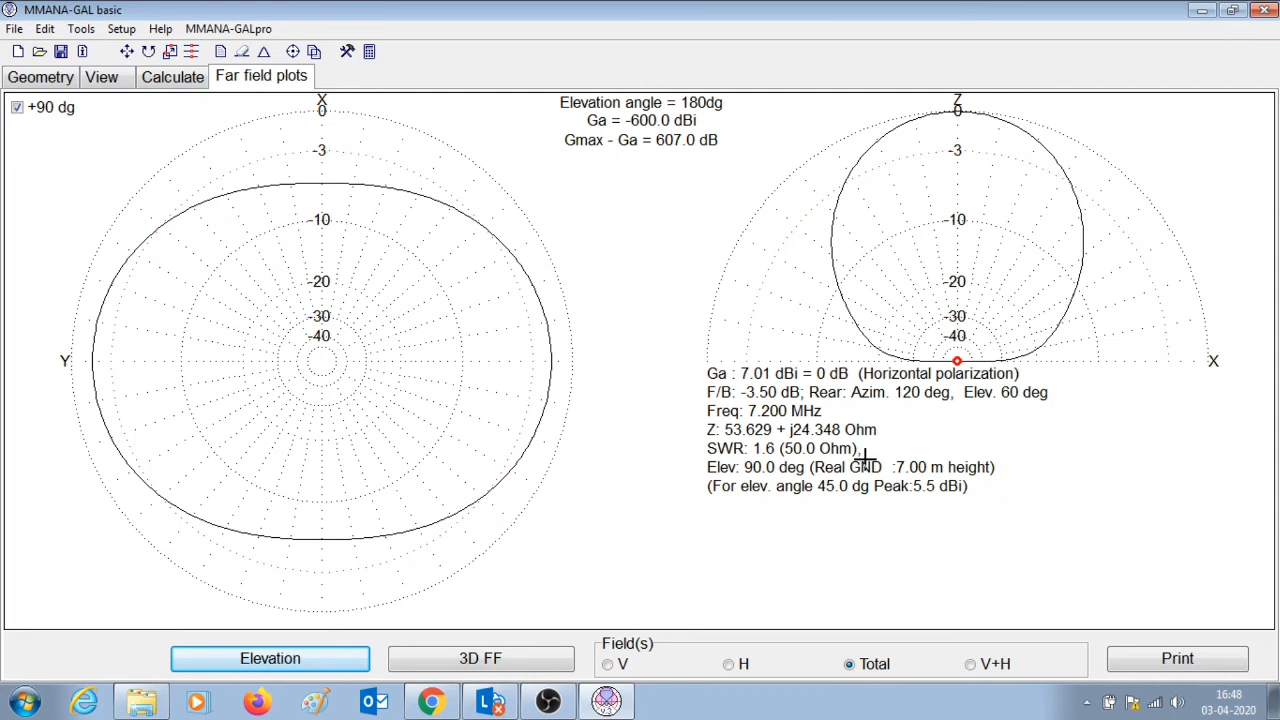 MMANA-GAL basic
File Edit Tools Setup Help MMANA-GALpro
Geometry View Calculate Far field plots
+90 dg
X
0
-3
-10
-20
-30
-40
Y
Elevation angle = 180dg
Ga = -600.0 dBi
Gmax - Ga = 607.0 dB
Z
0
-3
-10
-20
-30
-40
X
Ga : 7.01 dBi = 0 dB (Horizontal polarization)
F/B: -3.50 dB; Rear: Azim. 120 deg, Elev. 60 deg
Freq: 7.200 MHz
Z: 53.629 + j24.348 Ohm
SWR: 1.6 (50.0 Ohm),
Elev: 90.0 deg (Real GND :7.00 m height)
(For elev. angle 45.0 dg Peak:5.5 dBi)
Elevation
3D FF
Field(s)
V H Total V+H
Print
16:48
03-04-2020